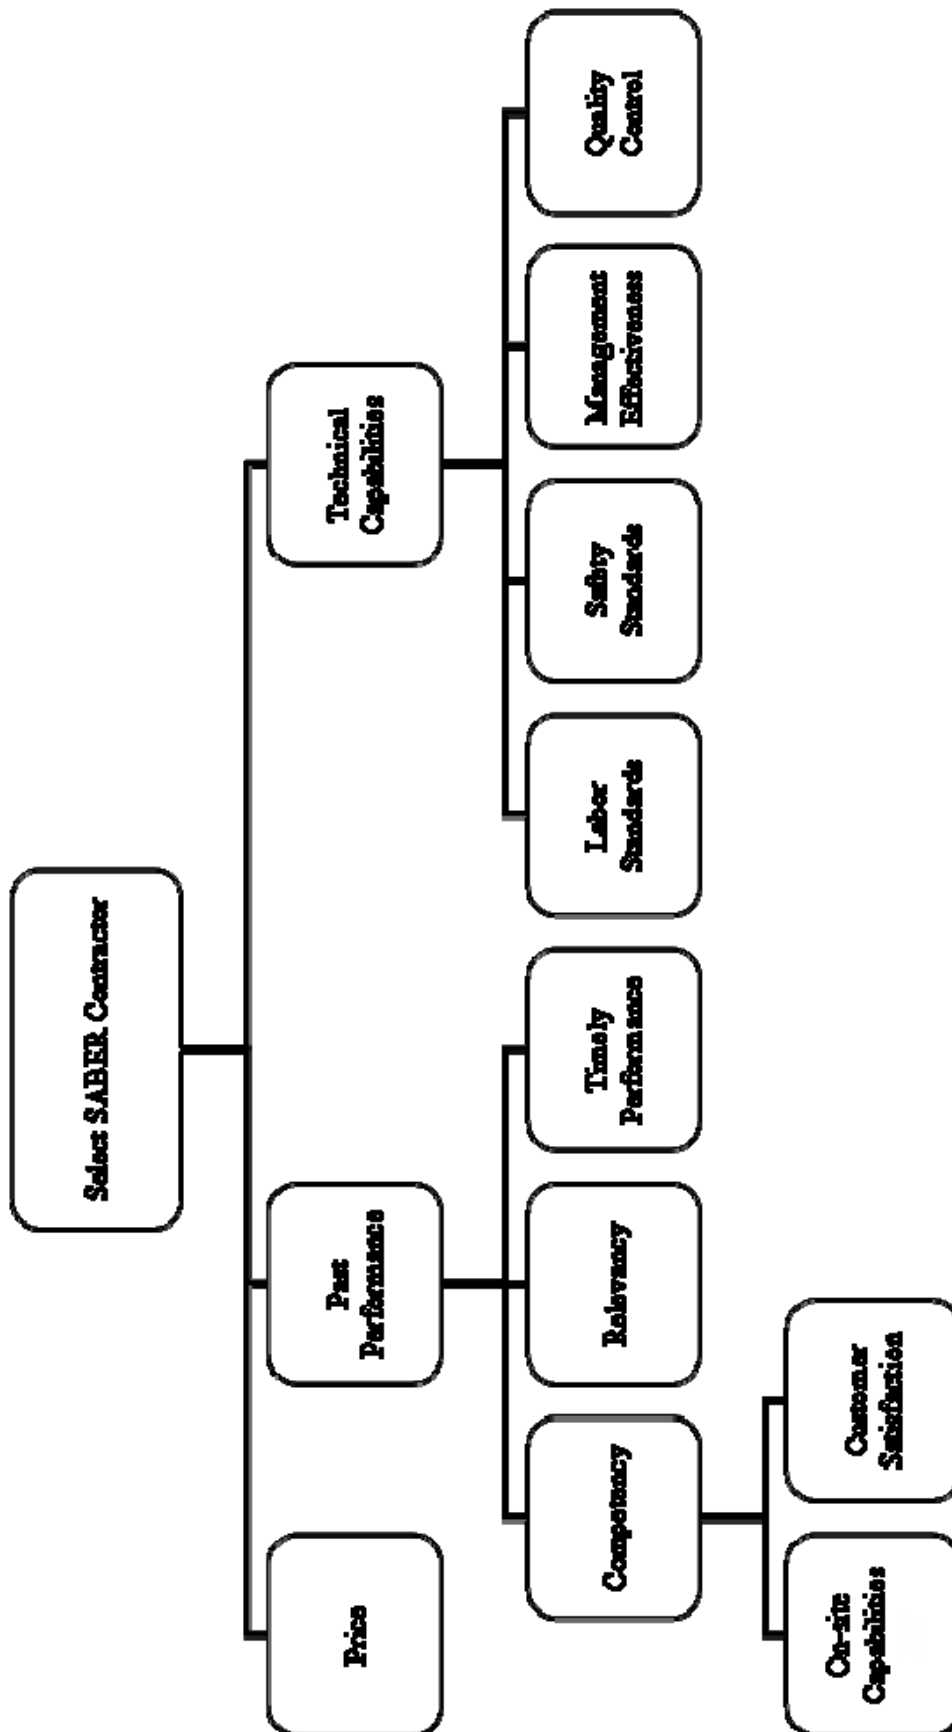 Select SABER Contractor
Price
Past
Performance
Technical
Capabilities
Competency
Relevancy
Timely
Performance
Labor
Standards
Safety
Standards
Management
Effectiveness
Quality
Control
On-site
Capabilities
Customer
Satisfaction